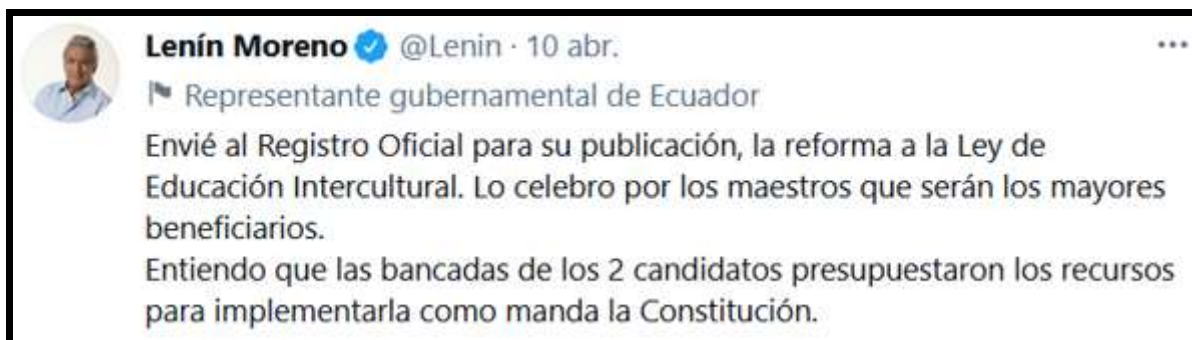 Lenín Moreno @Lenin · 10 abr.
Representante gubernamental de Ecuador
Envié al Registro Oficial para su publicación, la reforma a la Ley de
Educación Intercultural. Lo celebro por los maestros que serán los mayores
beneficiarios.
Entiendo que las bancadas de los 2 candidatos presupuestaron los recursos
para implementarla como manda la Constitución.